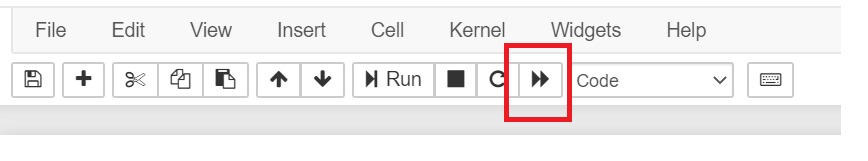 File Edit View Insert Cell Kernel Widgets Help
Run Code